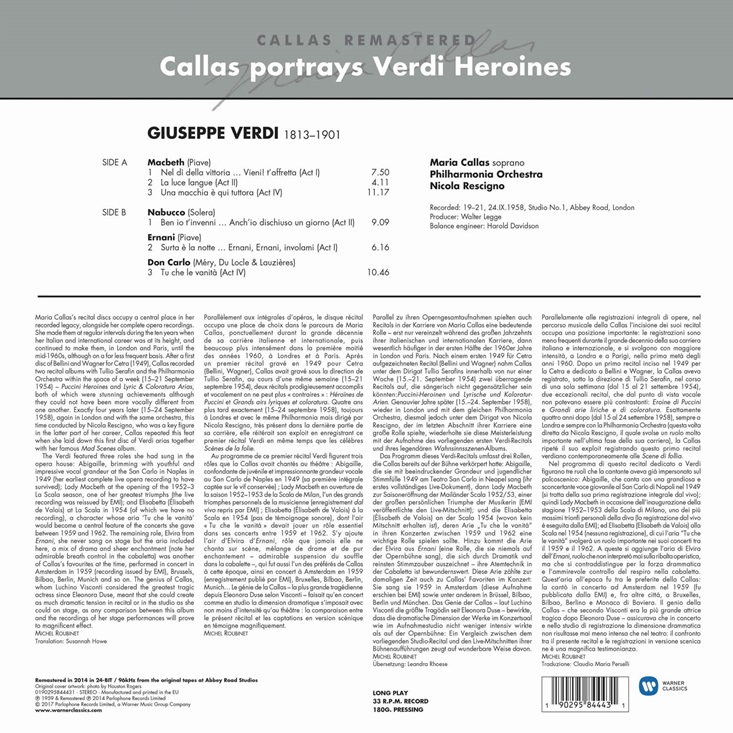 CALLAS REMASTERED
Callas portrays Verdi Heroines
GIUSEPPE VERDI 1813–1901
SIDE A
Macbeth (Piave)
1 Nel dì della vittoria … Vieni! t'affretta (Act I) 7.50
2 La luce langue (Act II) 4.11
3 Una macchia è qui tuttora (Act IV) 11.17
SIDE B
Nabucco (Solera)
1 Ben io t'invenni … Anch'io dischiuso un giorno (Act II) 9.09
Ernani (Piave)
2 Surta è la notte … Ernani, Ernani, involami (Act I) 6.16
Don Carlo (Méry, Du Locle & Lauzières)
3 Tu che le vanità (Act IV) 10.46
Maria Callas soprano
Philharmonia Orchestra
Nicola Rescigno
Recorded: 19–21, 24.IX.1958, Studio No.1, Abbey Road, London
Producer: Walter Legge
Balance engineer: Harold Davidson
Maria Callas's recital discs occupy a central place in her
recorded legacy, alongside her complete opera recordings.
She made them at regular intervals during the ten years when
her Italian and international career was at its height, and
continued to make them, in London and Paris, until the
mid-1960s, although on a far less frequent basis. After a first
disc of Bellini and Wagner for Cetra (1949), Callas recorded
two recital albums with Tullio Serafin and the Philharmonia
Orchestra within the space of a week (15–21 September
1954) – Puccini Heroines and Lyric & Coloratura Arias,
both of which were stunning achievements although
they could not have been more vocally different from
one another. Exactly four years later (15–24 September
1958), again in London and with the same orchestra, this
time conducted by Nicola Rescigno, who was a key figure
in the latter part of her career, Callas repeated this feat
when she laid down this first disc of Verdi arias together
with her famous Mad Scenes album.
The Verdi featured three roles she had sung in the
opera house: Abigaille, brimming with youthful and
impressive vocal grandeur at the San Carlo in Naples in
1949 (her earliest complete live opera recording to have
survived); Lady Macbeth at the opening of the 1952–3
La Scala season, one of her greatest triumphs (the live
recording was reissued by EMI); and Elisabetta (Élisabeth
de Valois) at La Scala in 1954 (of which we have no
recording), a character whose aria 'Tu che le vanità'
would become a central feature of the concerts she gave
between 1959 and 1962. The remaining role, Elvira from
Ernani, she never sang on stage but the aria included
here, a mix of drama and sheer enchantment (note her
admirable breath control in the cabaletta) was another
of Callas's favourites at the time, performed in concert
in Amsterdam in 1959 (recording issued by EMI), Brussels,
Bilbao, Berlin, Munich and so on. The genius of Callas,
whom Luchino Visconti considered the greatest tragic
actress since Eleonora Duse, meant that she could create
as much dramatic tension in recital or in the studio as she
could on stage, as any comparison between this album
and the recordings of her stage performances will prove
to magnificent effect.
MICHEL ROUBINET
Translation: Susannah Howe
Parallèlement aux intégrales d'opéras, le disque récital
occupe une place de choix dans le parcours de Maria
Callas, ponctuellement durant la grande décennie
de sa carrière italienne et internationale, puis
beaucoup plus intensément dans la première moitié
des années 1960, à Londres et à Paris. Après
un premier récital gravé en 1949 pour Cetra
(Bellini, Wagner), Callas avait gravé sous la direction de
Tullio Serafin, au cours d'une même semaine (15–21
septembre 1954), deux récitals prodigieusement accomplis
et vocalement on ne peut plus « contraires » : Héroïnes de
Puccini et Grands airs lyriques et coloratura. Quatre ans
plus tard exactement (15–24 septembre 1958), toujours
à Londres et avec le même Philharmonia mais dirigé par
Nicola Rescigno, très présent dans la dernière partie de
sa carrière, elle réitérait son exploit en enregistrant ce
premier récital Verdi en même temps que les célèbres
Scènes de la folie.
Au programme de ce premier récital Verdi figurent trois
rôles que la Callas avait chantés au théâtre : Abigaille,
confondante de jeunesse et d'impressionnante grandeur vocale
au San Carlo de Naples en 1949 (sa première intégrale
captée sur le vif conservée) ; Lady Macbeth en ouverture de
la saison 1952–1953 de la Scala de Milan, l'un des grands
triomphes personnels de la musicienne (enregistrement dal
vivo repris par EMI) ; Elisabetta (Élisabeth de Valois) à la
Scala en 1954 (pas de témoignage sonore), dont l'air
« Tu che le vanità » devait jouer un rôle essentiel
dans ses concerts entre 1959 et 1962. S'y ajoute
l'air d'Elvira d'Ernani, rôle que jamais elle ne
chanta sur scène, mélange de drame et de pur
enchantement – admirable suspension du souffle
dans la cabalette –, qui fut aussi l'un des préférés de Callas
à cette époque, ainsi en concert à Amsterdam en 1959
(enregistrement publié par EMI), Bruxelles, Bilbao, Berlin,
Munich… Le génie de la Callas – la plus grande tragédienne
depuis Eleonora Duse selon Visconti – faisait qu'en concert
comme en studio la dimension dramatique s'imposait avec
non moins d'intensité qu'au théâtre : la comparaison entre
le présent récital et les captations en version scénique
en témoigne magnifiquement.
MICHEL ROUBINET
Parallel zu ihren Operngesamtaufnahmen spielten auch
Recitals in der Karriere von Maria Callas eine bedeutende
Rolle – erst nur vereinzelt während des großen Jahrzehnts
ihrer italienischen und internationalen Karriere, dann
wesentlich häufiger in der ersten Hälfte der 1960er Jahre
in London und Paris. Nach einem ersten 1949 für Cetra
aufgezeichneten Recital (Bellini und Wagner) nahm Callas
unter dem Dirigat Tullio Serafins innerhalb von nur einer
Woche (15.–21. September 1954) zwei überragende
Recitals auf, die sängerisch nicht gegensätzlicher sein
könnten: Puccini-Heroinen und Lyrische und Koloratur-
Arien. Genau vier Jahre später (15.–24. September 1958),
wieder in London und mit dem gleichen Philharmonia
Orchestra, diesmal jedoch unter dem Dirigat von Nicola
Rescigno, der im letzten Abschnitt ihrer Karriere eine
große Rolle spielte, wiederholte sie diese Meisterleistung
mit der Aufnahme des vorliegenden ersten Verdi-Recitals
und ihres legendären Wahnsinnsszenen-Albums.
Das Programm dieses Verdi-Recitals umfasst drei Rollen,
die Callas bereits auf der Bühne verkörpert hatte: Abigaille,
die sie mit beeindruckender Grandeur und jugendlicher
Stimmfülle 1949 am Teatro San Carlo in Neapel sang (ihr
erstes vollständiges Live-Dokument), dann Lady Macbeth
zur Saisoneröffnung der Mailänder Scala 1952/53, einer
der großen persönlichen Triumphe der Musikerin (EMI
veröffentlichte den Live-Mitschnitt); und die Elisabetta
(Élisabeth de Valois) an der Scala 1954 (wovon kein
Mitschnitt erhalten ist), deren Arie „Tu che le vanità"
in ihren Konzerten zwischen 1959 und 1962 eine
wichtige Rolle spielen sollte. Hinzu kommt die Arie
der Elvira aus Ernani (eine Rolle, die sie niemals auf
der Opernbühne sang), die sich durch Dramatik und
reinsten Stimmzauber auszeichnet – ihre Atemtechnik in
der Cabaletta ist bewundernswert. Diese Arie zählte zur
damaligen Zeit auch zu Callas' Favoriten im Konzert:
Sie sang sie 1959 in Amsterdam (diese Aufnahme
erschien bei EMI) sowie unter anderem in Brüssel, Bilbao,
Berlin und München. Das Genie der Callas – laut Luchino
Visconti die größte Tragödin seit Eleonora Duse – bewirkte,
dass die dramatische Dimension der Werke im Konzertsaal
wie im Aufnahmestudio nicht weniger intensiv wirkte
als auf der Opernbühne: Ein Vergleich zwischen dem
vorliegenden Studio-Recital und den Live-Mitschnitten ihrer
Bühnenaufführungen zeugt auf wunderbare Weise davon.
MICHEL ROUBINET
Übersetzung: Leandra Rhoese
Parallelamente alle registrazioni integrali di opere, nel
percorso musicale della Callas l'incisione dei suoi recital
occupa una posizione importante: le registrazioni sono
meno frequenti durante il grande decennio della sua carriera
italiana e internazionale, e si svolgono con maggiore
intensità, a Londra e a Parigi, nella prima metà degli
anni 1960. Dopo un primo recital inciso nel 1949 per
la Cetra e dedicato a Bellini e Wagner, la Callas aveva
registrato, sotto la direzione di Tullio Serafin, nel corso
di una sola settimana (dal 15 al 21 settembre 1954),
due eccezionali recital, che dal punto di vista vocale
non potevano essere più contrastanti: Eroine di Puccini
e Grandi arie liriche e di coloratura. Esattamente
quattro anni dopo (dal 15 al 24 settembre 1958), sempre a
Londra e sempre con la Philharmonia Orchestra (questa volta
diretta da Nicola Rescigno, il quale svolse un ruolo molto
importante nell'ultima fase della sua carriera), la Callas
ripeté il suo exploit registrando questo primo recital
verdiano contemporaneamente alle Scene di follia.
Nel programma di questo recital dedicato a Verdi
figurano tre ruoli che la cantante aveva già impersonato sul
palcoscenico: Abigaille, che canta con una grandiosa e
sconcertante voce giovanile al San Carlo di Napoli nel 1949
(si tratta della sua prima registrazione integrale dal vivo);
quindi Lady Macbeth in occasione dell'inaugurazione della
stagione 1952–1953 della Scala di Milano, uno dei più
massimi trionfi personali della diva (la registrazione dal vivo
è eseguita dalla EMI); ed Elisabetta (Élisabeth de Valois) alla
Scala nel 1954 (nessuna registrazione), di cui l'aria "Tu che
le vanità" svolgerà un ruolo importante nei suoi concerti tra
il 1959 e il 1962. A queste si aggiunge l'aria di Elvira
dell'Ernani, ruolo che non interpretò mai sulla ribalta operistica,
ma che si contraddistingue per la forza drammatica
e l'ammirevole controllo del respiro nella cabaletta.
Quest'aria all'epoca fu tra le preferite della Callas:
la cantò in concerto ad Amsterdam nel 1959 (fu
pubblicata dalla EMI) e, fra altre città, a Bruxelles,
Bilbao, Berlino e Monaco di Baviera. Il genio della
Callas – che secondo Visconti era la più grande attrice
tragica dopo Eleonora Duse – assicurava che in concerto
e nello studio di registrazione la dimensione drammatica
non risultasse mai meno intensa che nel teatro: il confronto
tra il presente recital e le registrazioni in versione scenica
ne è una magnifica testimonianza.
MICHEL ROUBINET
Traduzione: Claudio Maria Perselli
Remastered in 2014 in 24-BIT / 96kHz from the original tapes at Abbey Road Studios
Original cover artwork: photo by Houston Rogers
0190295844431 · STEREO · Manufactured and printed in the EU
℗ 1959 & Remastered ℗ 2014 Parlophone Records Limited
© 2017 Parlophone Records Limited, a Warner Music Group Company
www.warnerclassics.com
LONG PLAY
33 R.P.M. RECORD
180G. PRESSING
1 90295 84443 1
WARNER
CLASSICS